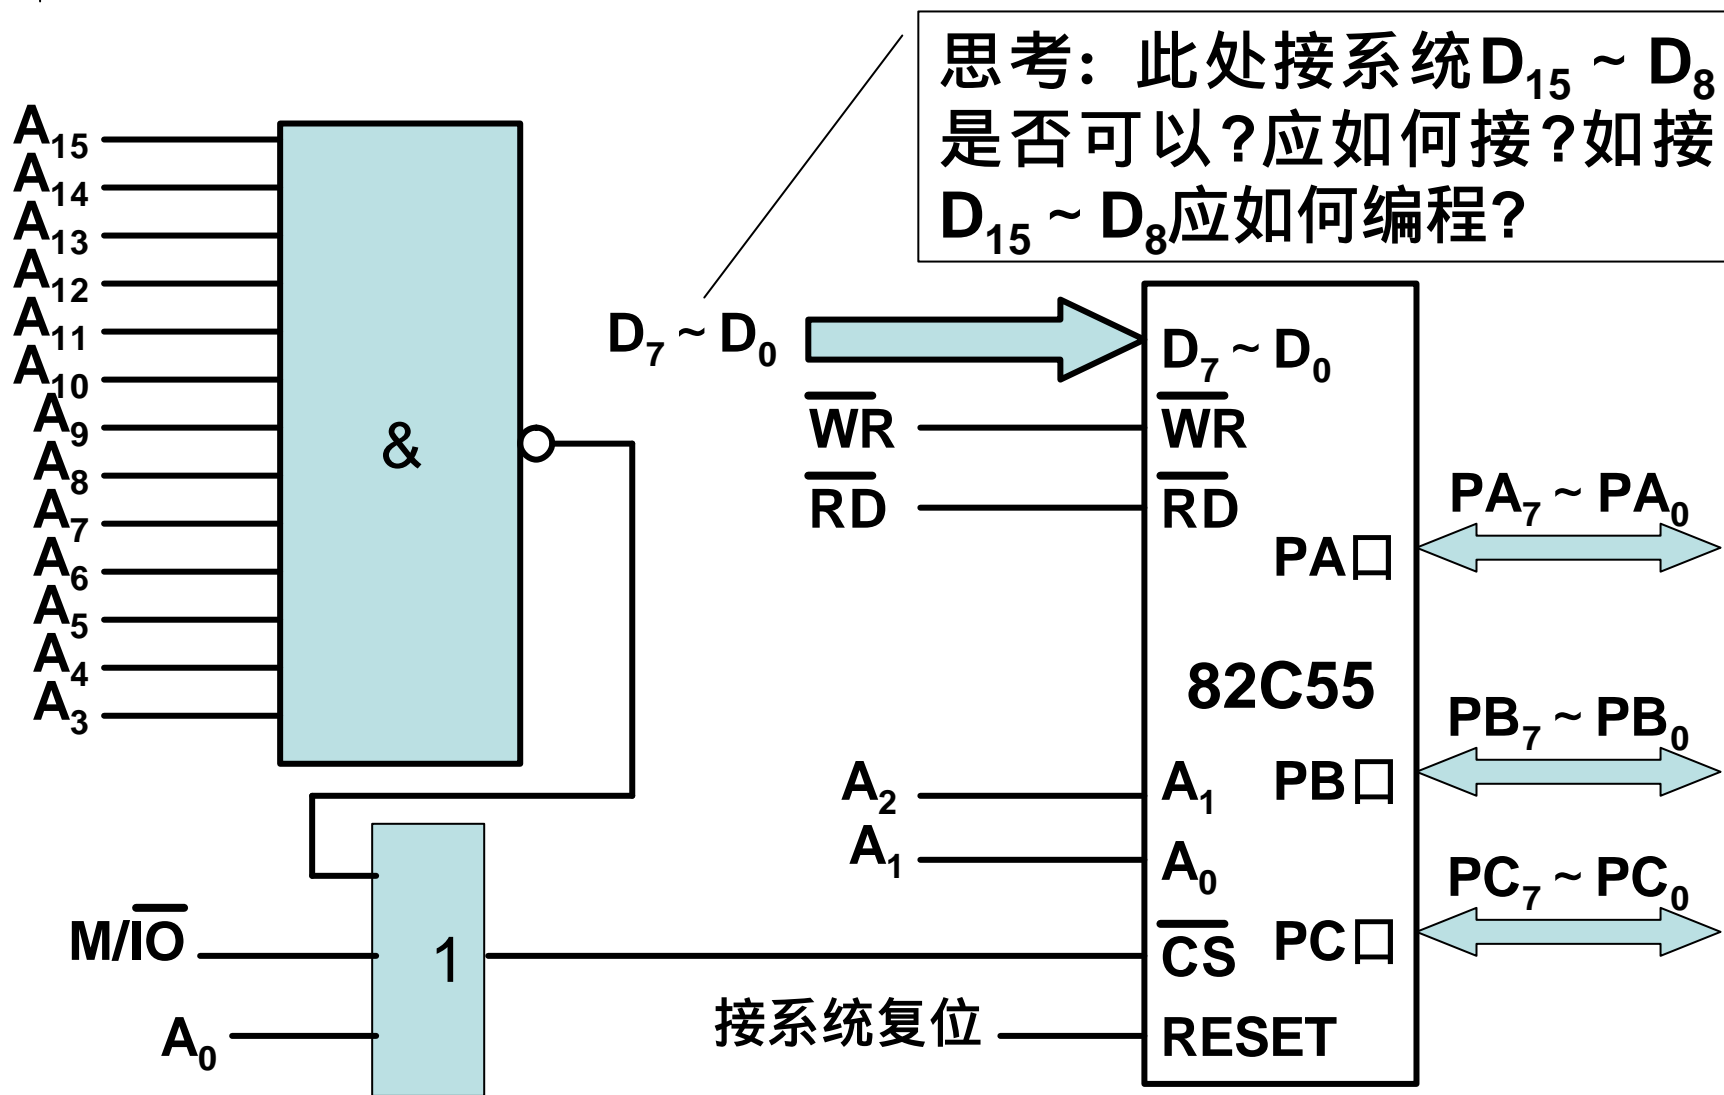 思考：此处接系统D15 ~ D8
是否可以?应如何接?如接
D15 ~ D8应如何编程?
A15
A14
A13
A12
A11
A10
A9
A8
A7
A6
A5
A4
A3
&
D7 ~ D0
D7 ~ D0
WR
WR
RD
RD
PA7 ~ PA0
PA口
82C55
PB7 ~ PB0
A2
A1
PB口
A1
A0
PC7 ~ PC0
M/IO
1
CS
PC口
接系统复位
RESET
A0